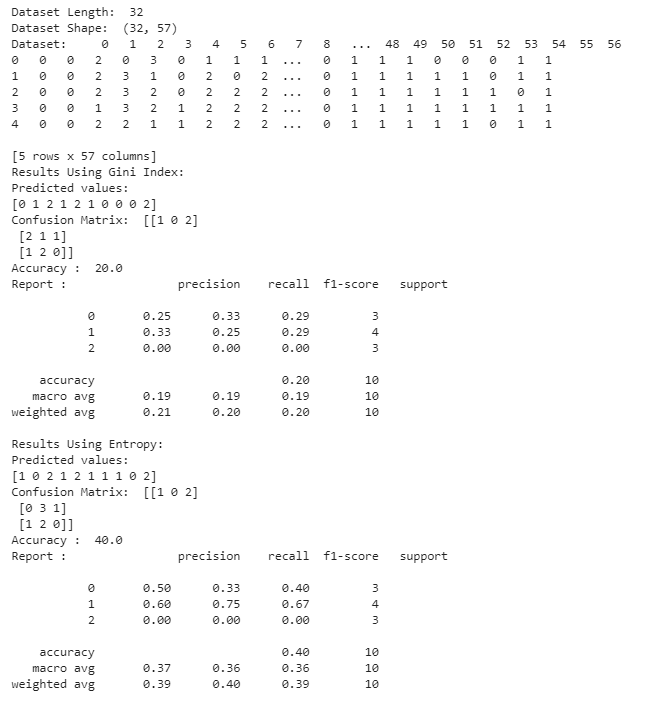 Dataset Length:  32
Dataset Shape:  (32, 57)
Dataset:     0  1  2  3  4  5  6  7  8  ...  48  49  50  51  52  53  54  55  56
0  0  0  2  0  3  0  1  1  1  ...  0  1  1  1  0  0  0  1  1
1  0  0  2  3  1  0  2  0  2  ...  0  1  1  1  1  1  0  1  1
2  0  0  2  3  2  0  2  2  2  ...  0  1  1  1  1  1  1  0  1
3  0  0  1  3  2  1  2  2  2  ...  0  1  1  1  1  1  1  1  1
4  0  0  2  2  1  1  2  2  2  ...  0  1  1  1  1  1  0  1  1
[5 rows x 57 columns]
Results Using Gini Index:
Predicted values:
[0 1 2 1 2 1 0 0 0 2]
Confusion Matrix:  [[1 0 2]
[2 1 1]
[1 2 0]]
Accuracy :  20.0
Report :  precision  recall  f1-score  support
0  0.25  0.33  0.29  3
1  0.33  0.25  0.29  4
2  0.00  0.00  0.00  3
accuracy  0.20  10
macro avg  0.19  0.19  0.19  10
weighted avg  0.21  0.20  0.20  10
Results Using Entropy:
Predicted values:
[1 0 2 1 2 1 1 1 0 2]
Confusion Matrix:  [[1 0 2]
[0 3 1]
[1 2 0]]
Accuracy :  40.0
Report :  precision  recall  f1-score  support
0  0.50  0.33  0.40  3
1  0.60  0.75  0.67  4
2  0.00  0.00  0.00  3
accuracy  0.40  10
macro avg  0.37  0.36  0.36  10
weighted avg  0.39  0.40  0.39  10